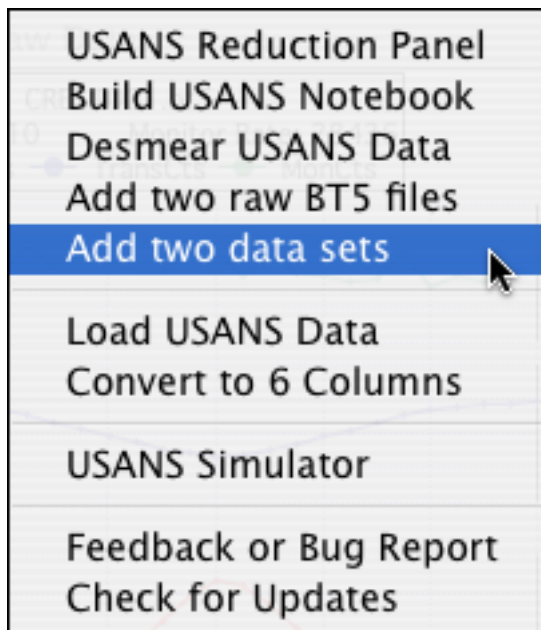 USANS Reduction Panel
Build USANS Notebook
Desmear USANS Data
Add two raw BT5 files
Add two data sets
Load USANS Data
Convert to 6 Columns
USANS Simulator
Feedback or Bug Report
Check for Updates